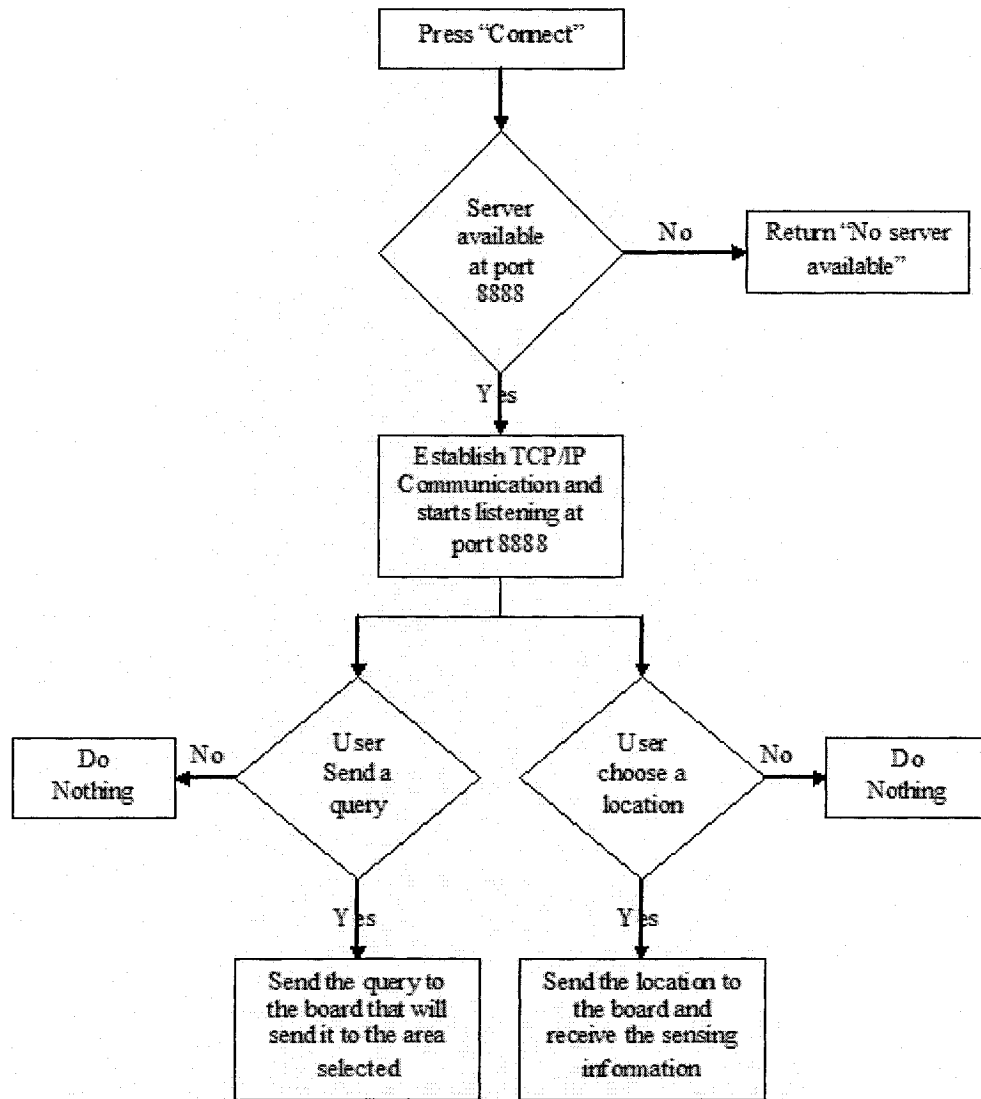 Press “Connect”
Server
available
at port
8888
No
Return “No server
available”
Yes
Establish TCP/IP
Communication and
starts listening at
port 8888
User
Send a
query
No
Do
Nothing
User
choose a
location
No
Do
Nothing
Yes
Yes
Send the query to
the board that will
send it to the area
selected
Send the location to
the board and
receive the sensing
information